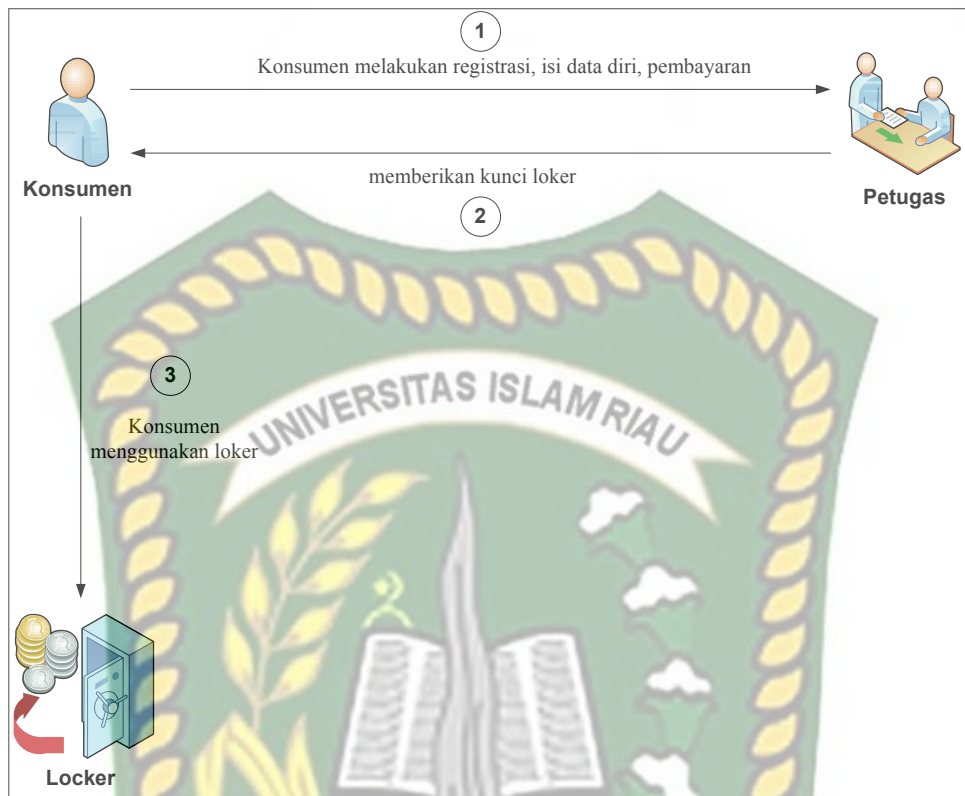 1
Konsumen melakukan registrasi, isi data diri, pembayaran
memberikan kunci loker
Konsumen
Petugas
2
3
UNIVERSITAS ISLAM RIAU
Konsumen
menggunakan loker
Locker